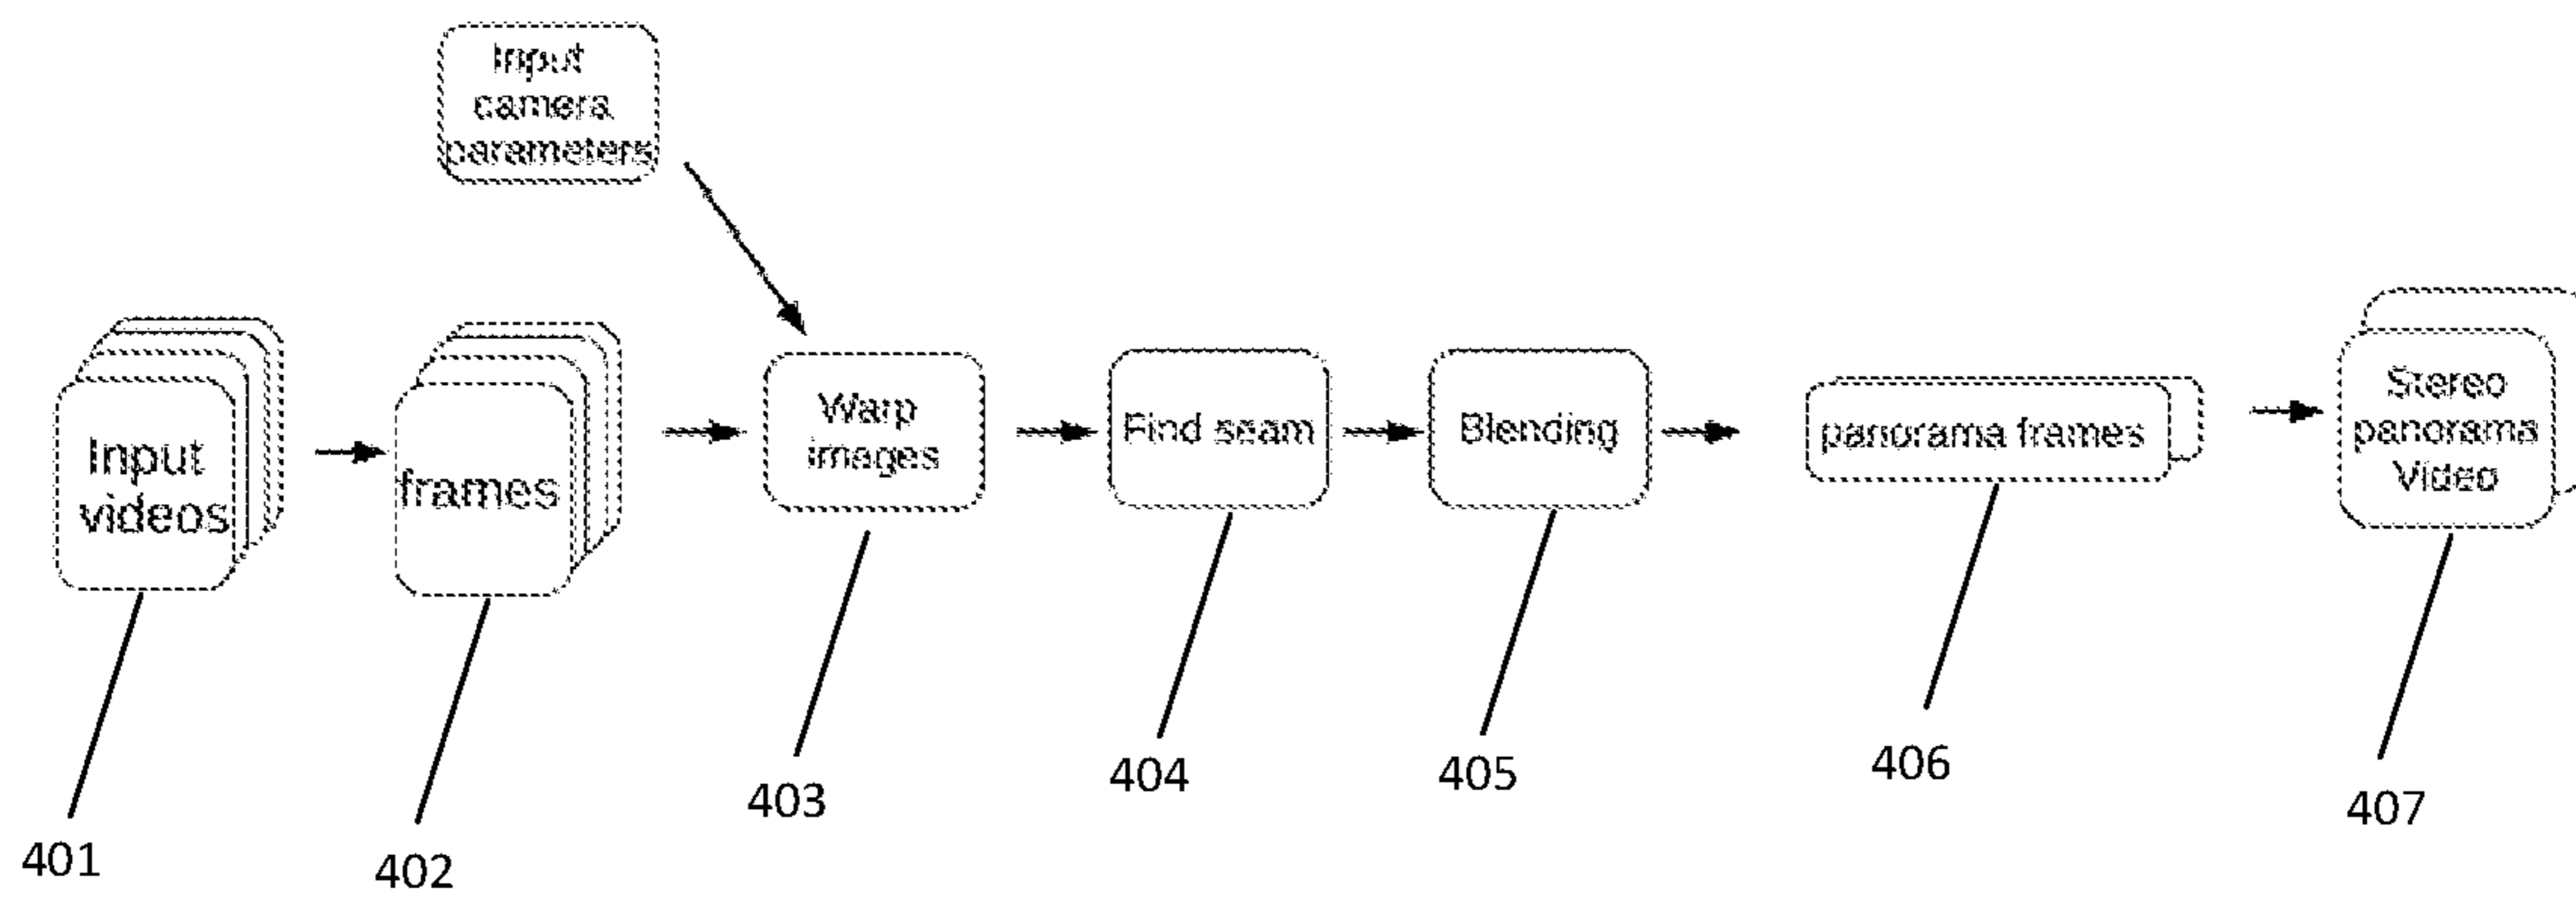 Input
camera
parameters
Input
videos
frames
Warp
images
Find seam
Blending
panorama frames
Stereo
panorama
Video
401
402
403
404
405
406
407